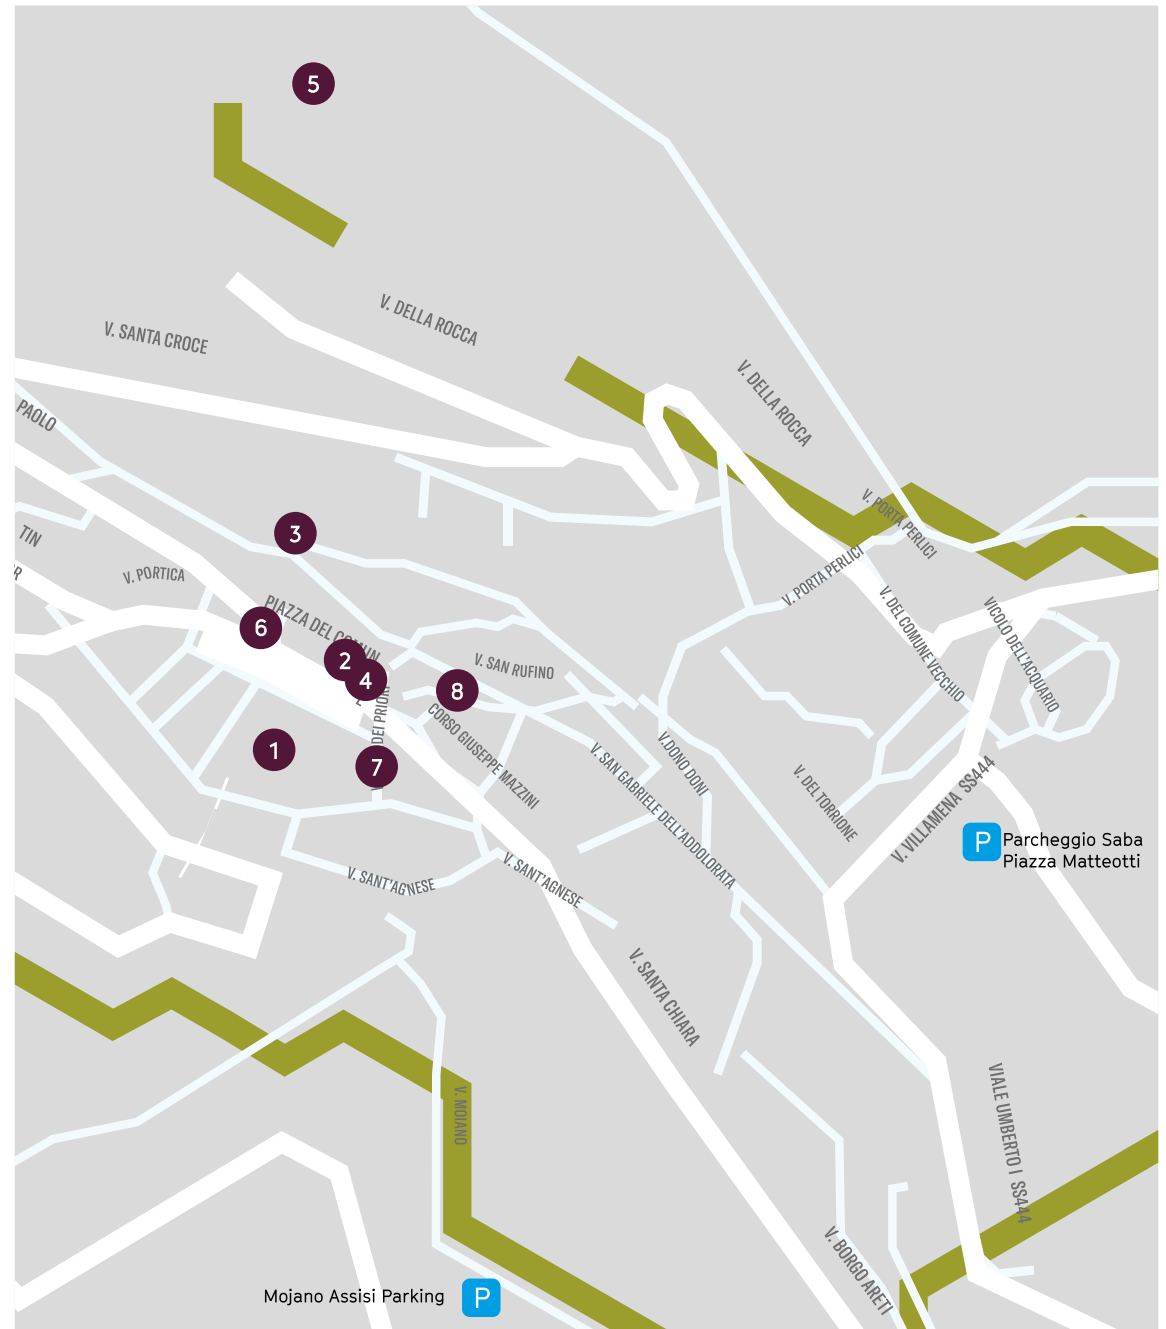 5
V. DELLA ROCCA
V. SANTA CROCE
V. DELLA ROCCA
PAOLO
V. PORTA PERLICI
3
TIN
V. PORTA PERLICI
R
V. PORTICA
V. DEL COMUNE VECCHIO
VICOLO DELL'ACQUARIO
PIAZZA DEL COMUN
E
6
2
4
V. SAN RUFINO
8
DEI PRIORI
CORSO GIUSEPPE MAZZINI
1
7
V. SAN GABRIELE DELL'ADDOLORATA
V.DONO DONI
V. DEL TORRIONE
V. VILLAMENA SS444
P
Parcheggio Saba
Piazza Matteotti
V. SANT'AGNESE
V. SANT'AGNESE
V. SANTA CHIARA
V. MOIANO
VIALE UMBERTO I SS444
V. BORGO ARETI
Mojano Assisi Parking
P